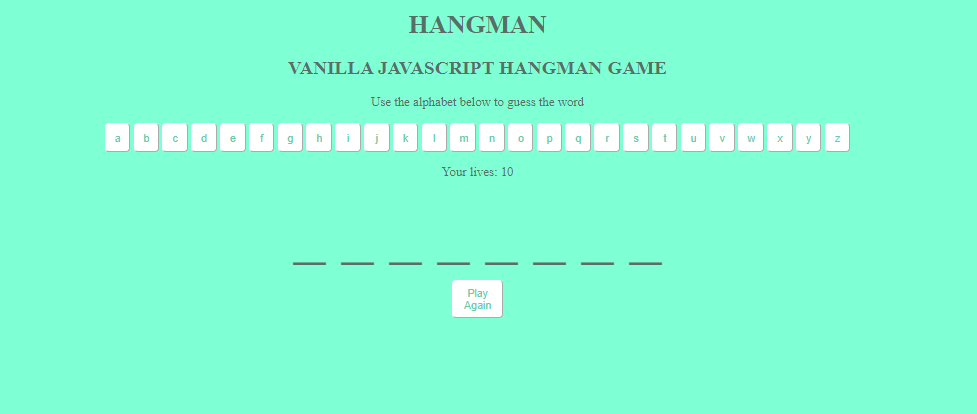 HANGMAN
VANILLA JAVASCRIPT HANGMAN GAME
Use the alphabet below to guess the word
a b c d e f g h i j k l m n o p q r s t u v w x y z
Your lives: 10
Play
Again